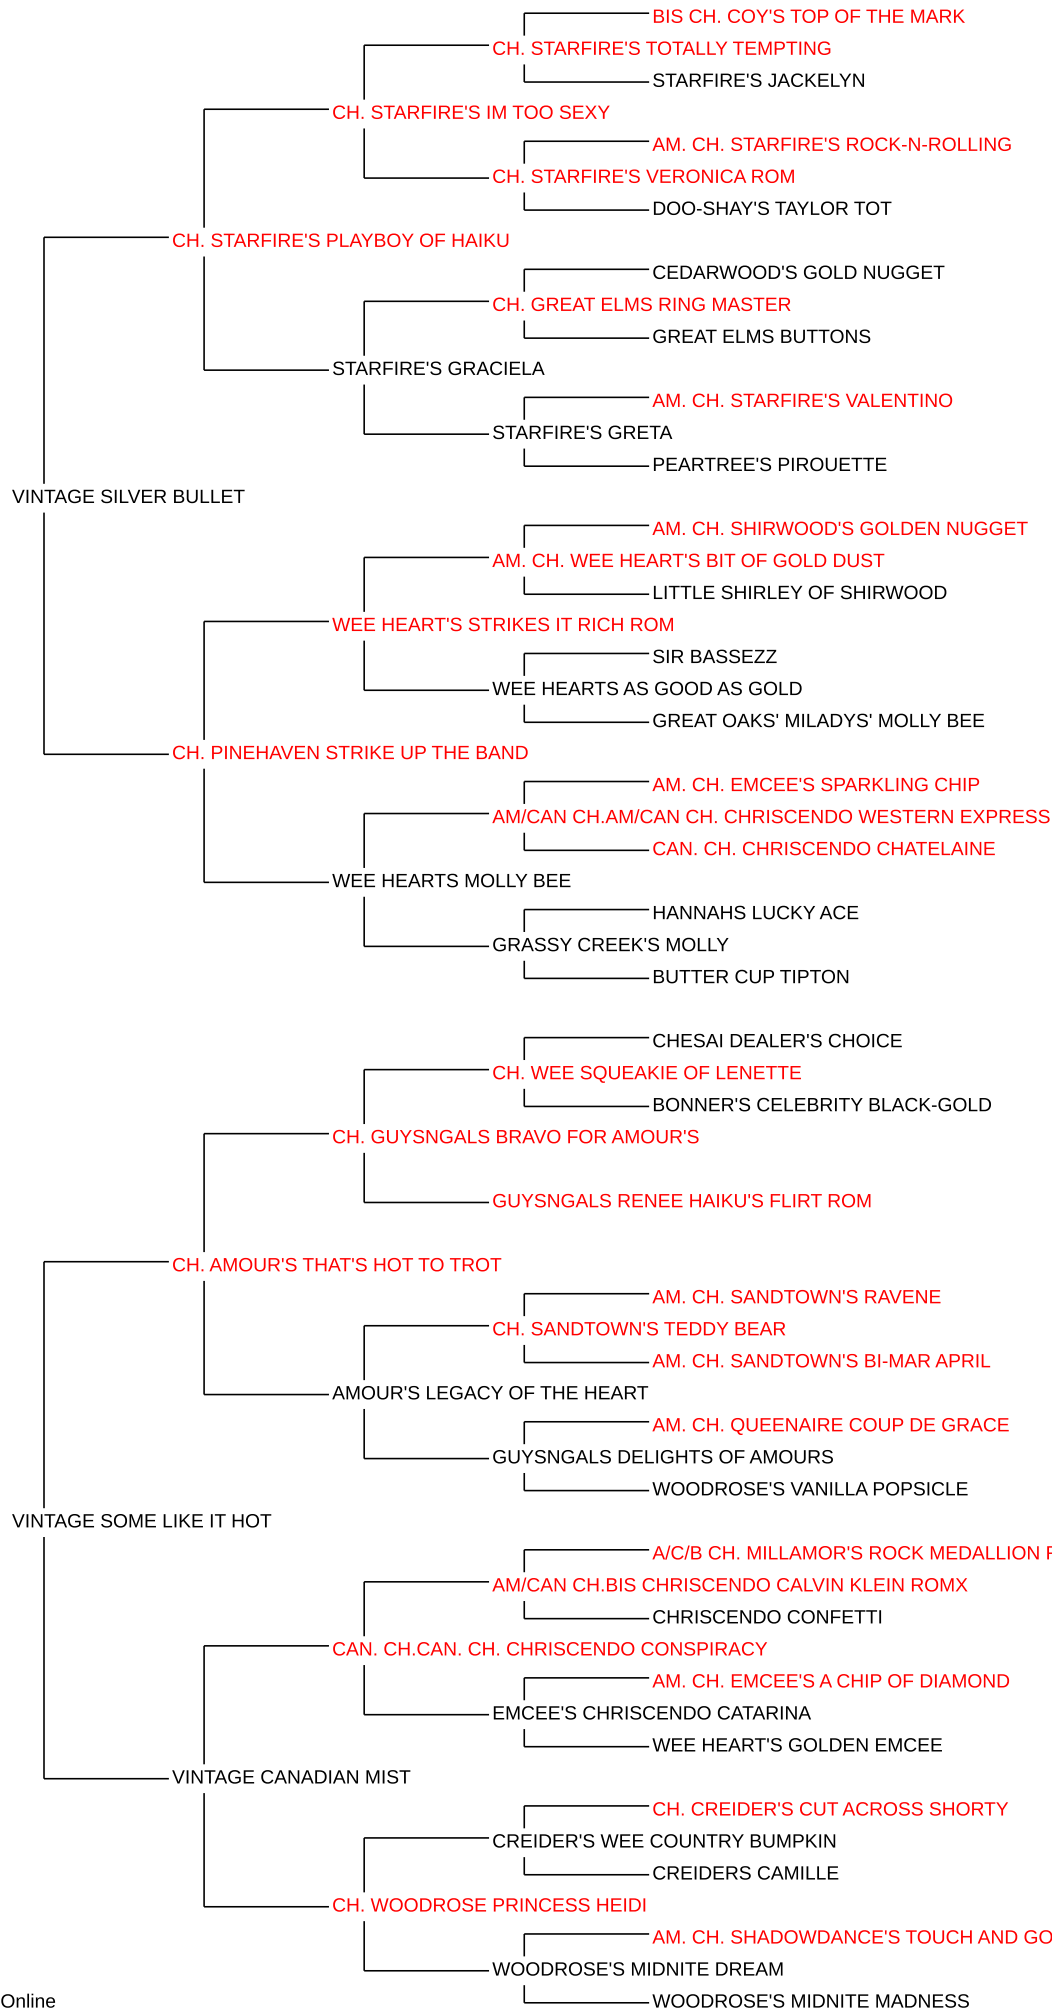 BIS CH. COY'S TOP OF THE MARK
CH. STARFIRE'S TOTALLY TEMPTING
STARFIRE'S JACKELYN
CH. STARFIRE'S IM TOO SEXY
AM. CH. STARFIRE'S ROCK-N-ROLLING
CH. STARFIRE'S VERONICA ROM
DOO-SHAY'S TAYLOR TOT
CH. STARFIRE'S PLAYBOY OF HAIKU
CEDARWOOD'S GOLD NUGGET
CH. GREAT ELMS RING MASTER
GREAT ELMS BUTTONS
STARFIRE'S GRACIELA
AM. CH. STARFIRE'S VALENTINO
STARFIRE'S GRETA
PEARTREE'S PIROUETTE
VINTAGE SILVER BULLET
AM. CH. SHIRWOOD'S GOLDEN NUGGET
AM. CH. WEE HEART'S BIT OF GOLD DUST
LITTLE SHIRLEY OF SHIRWOOD
WEE HEART'S STRIKES IT RICH ROM
SIR BASSEZZ
WEE HEARTS AS GOOD AS GOLD
GREAT OAKS' MILADYS' MOLLY BEE
CH. PINEHAVEN STRIKE UP THE BAND
AM. CH. EMCEE'S SPARKLING CHIP
AM/CAN CH.AM/CAN CH. CHRISCENDO WESTERN EXPRESS
CAN. CH. CHRISCENDO CHATELAINE
WEE HEARTS MOLLY BEE
HANNAHS LUCKY ACE
GRASSY CREEK'S MOLLY
BUTTER CUP TIPTON
CHESAI DEALER'S CHOICE
CH. WEE SQUEAKIE OF LENETTE
BONNER'S CELEBRITY BLACK-GOLD
CH. GUYSNGALS BRAVO FOR AMOUR'S
GUYSNGALS RENEE HAIKU'S FLIRT ROM
CH. AMOUR'S THAT'S HOT TO TROT
AM. CH. SANDTOWN'S RAVENE
CH. SANDTOWN'S TEDDY BEAR
AM. CH. SANDTOWN'S BI-MAR APRIL
AMOUR'S LEGACY OF THE HEART
AM. CH. QUEENAIRE COUP DE GRACE
GUYSNGALS DELIGHTS OF AMOURS
WOODROSE'S VANILLA POPSICLE
VINTAGE SOME LIKE IT HOT
A/C/B CH. MILLAMOR'S ROCK MEDALLION
AM/CAN CH.BIS CHRISCENDO CALVIN KLEIN ROMX
CHRISCENDO CONFETTI
CAN. CH.CAN. CH. CHRISCENDO CONSPIRACY
AM. CH. EMCEE'S A CHIP OF DIAMOND
EMCEE'S CHRISCENDO CATARINA
WEE HEART'S GOLDEN EMCEE
VINTAGE CANADIAN MIST
CH. CREIDER'S CUT ACROSS SHORTY
CREIDER'S WEE COUNTRY BUMPKIN
CREIDERS CAMILLE
CH. WOODROSE PRINCESS HEIDI
AM. CH. SHADOWDANCE'S TOUCH AND GO
WOODROSE'S MIDNITE DREAM
WOODROSE'S MIDNITE MADNESS
Online